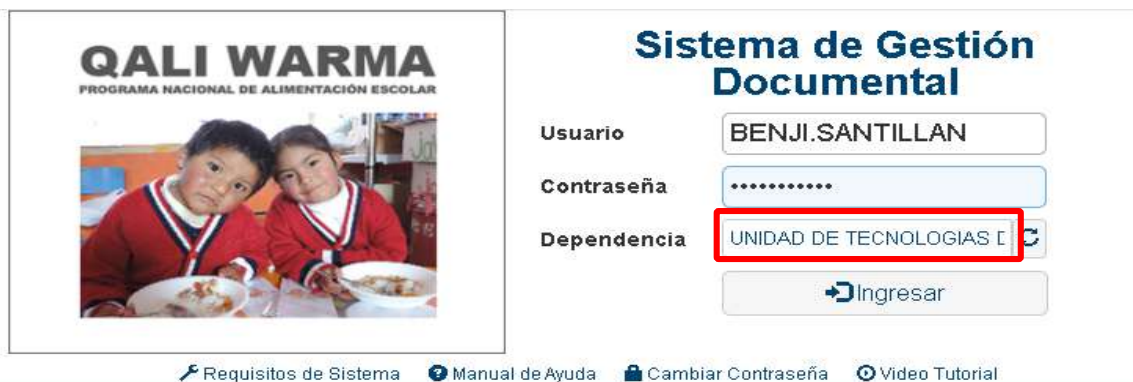 QALI WARMA
PROGRAMA NACIONAL DE ALIMENTACIÓN ESCOLAR
Sistema de Gestión
Documental
Usuario BENJI.SANTILLAN
Contraseña •••••••••••
Dependencia UNIDAD DE TECNOLOGIAS D
Ingresar
Requisitos de Sistema Manual de Ayuda Cambiar Contraseña Video Tutorial